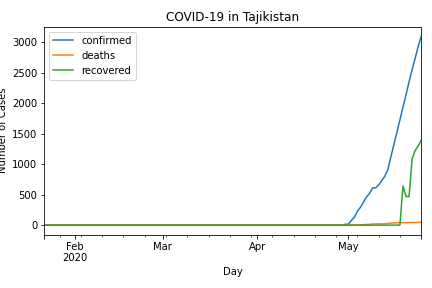 COVID-19 in Tajikistan
3000
2500
2000
1500
1000
500
0
Number of Cases
confirmed
deaths
recovered
Feb
2020
Mar
Apr
May
Day